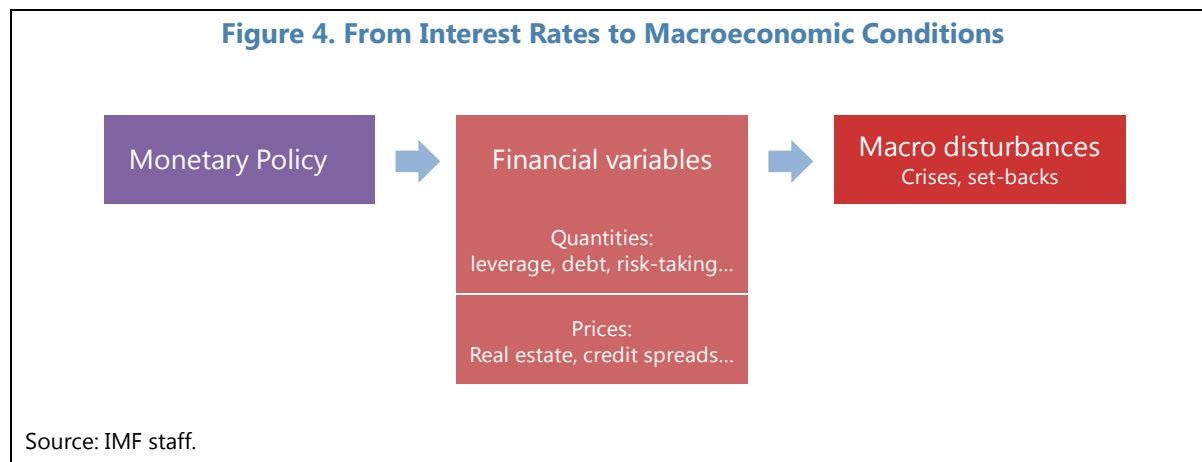 Figure 4. From Interest Rates to Macroeconomic Conditions
Monetary Policy
Financial variables
Quantities:
leverage, debt, risk-taking...
Prices:
Real estate, credit spreads...
Macro disturbances
Crises, set-backs
Source: IMF staff.